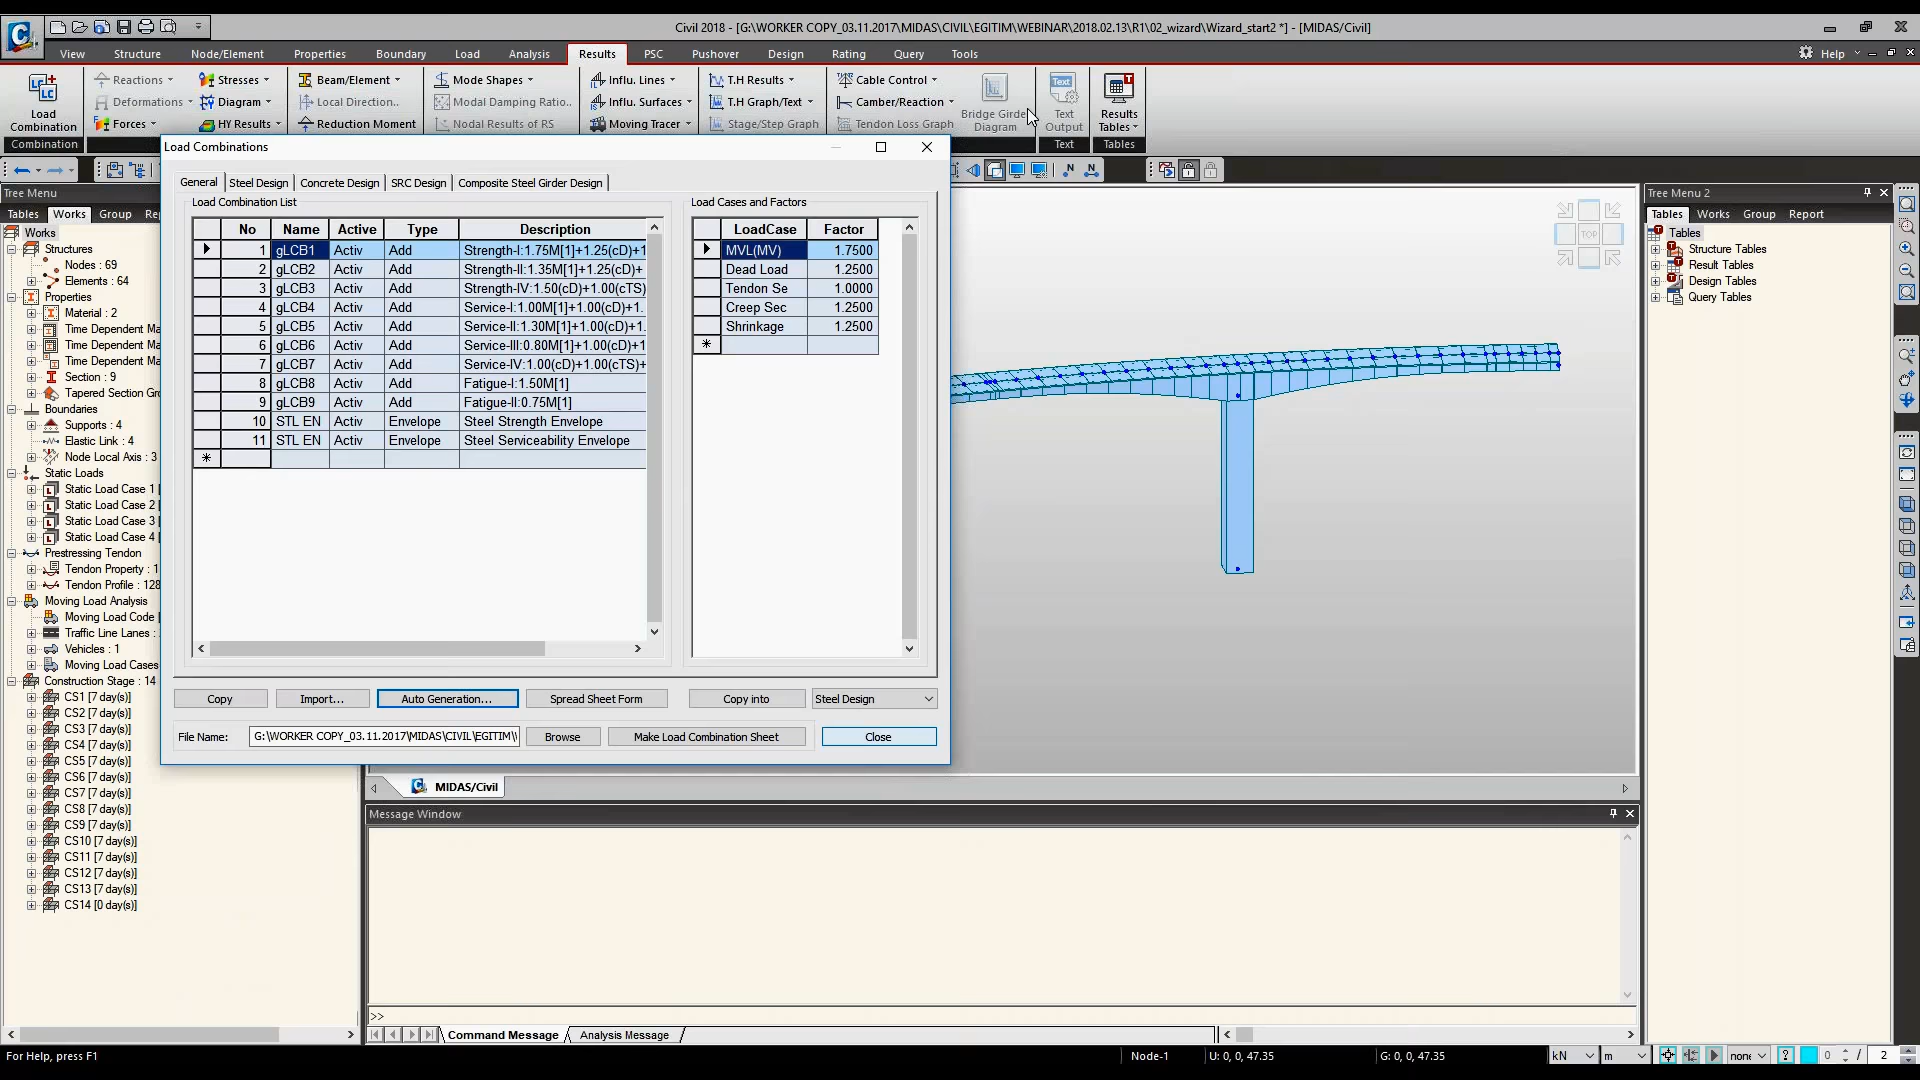 Civil 2018 - [G:\WORKER COPY_03.11.2017\MIDAS\CIVIL\EGITIM\WEBINAR\2018.02.13\R1\02_wizard\Wizard_start2 *] - [MIDAS/Civil]
View Structure Node/Element Properties Boundary Load Analysis Results PSC Pushover Design Rating Query Tools Help
Reactions Stresses Beam/Element Mode Shapes Influ. Lines T.H Results Cable Control
Deformations Diagram Local Direction.. Modal Damping Ratio.. Influ. Surfaces T.H Graph/Text Camber/Reaction
Forces HY Results Reduction Moment Nodal Results of RS Moving Tracer Stage/Step Graph Tendon Loss Graph
Load Combination
Bridge Girder Diagram
Text Output
Results Tables
Combination Text Tables
Load Combinations
General Steel Design Concrete Design SRC Design Composite Steel Girder Design
Load Combination List
No Name Active Type Description
1 gLCB1 Activ Add Strength-I:1.75M[1]+1.25(cD)+1
2 gLCB2 Activ Add Strength-II:1.35M[1]+1.25(cD)+
3 gLCB3 Activ Add Strength-IV:1.50(cD)+1.00(cTS)
4 gLCB4 Activ Add Service-I:1.00M[1]+1.00(cD)+1.
5 gLCB5 Activ Add Service-II:1.30M[1]+1.00(cD)+1.
6 gLCB6 Activ Add Service-III:0.80M[1]+1.00(cD)+1
7 gLCB7 Activ Add Service-IV:1.00(cD)+1.00(cTS)+
8 gLCB8 Activ Add Fatigue-I:1.50M[1]
9 gLCB9 Activ Add Fatigue-II:0.75M[1]
10 STL EN Activ Envelope Steel Strength Envelope
11 STL EN Activ Envelope Steel Serviceability Envelope
Load Cases and Factors
LoadCase Factor
MVL(MV) 1.7500
Dead Load 1.2500
Tendon Se 1.0000
Creep Sec 1.2500
Shrinkage 1.2500
Copy Import... Auto Generation... Spread Sheet Form Copy into Steel Design
File Name: G:\WORKER COPY_03.11.2017\MIDAS\CIVIL\EGITIM\ Browse Make Load Combination Sheet Close
Tree Menu
Tables Works Group Re
Works
Structures
Nodes : 69
Elements : 64
Properties
Material : 2
Time Dependent Ma
Time Dependent Ma
Time Dependent Ma
Section : 9
Tapered Section Gro
Boundaries
Supports : 4
Elastic Link : 4
Node Local Axis : 3
Static Loads
Static Load Case 1 [
Static Load Case 2 [
Static Load Case 3 [
Static Load Case 4 [
Prestressing Tendon
Tendon Property : 1
Tendon Profile : 128
Moving Load Analysis
Moving Load Code [
Traffic Line Lanes :
Vehicles : 1
Moving Load Cases
Construction Stage : 14
CS1 [7 day(s)]
CS2 [7 day(s)]
CS3 [7 day(s)]
CS4 [7 day(s)]
CS5 [7 day(s)]
CS6 [7 day(s)]
CS7 [7 day(s)]
CS8 [7 day(s)]
CS9 [7 day(s)]
CS10 [7 day(s)]
CS11 [7 day(s)]
CS12 [7 day(s)]
CS13 [7 day(s)]
CS14 [0 day(s)]
TOP
Tree Menu 2
Tables Works Group Report
Tables
Structure Tables
Result Tables
Design Tables
Query Tables
MIDAS/Civil
Message Window
>>
Command Message Analysis Message
For Help, press F1 Node-1 U: 0, 0, 47.35 G: 0, 0, 47.35 kN m none 0 / 2